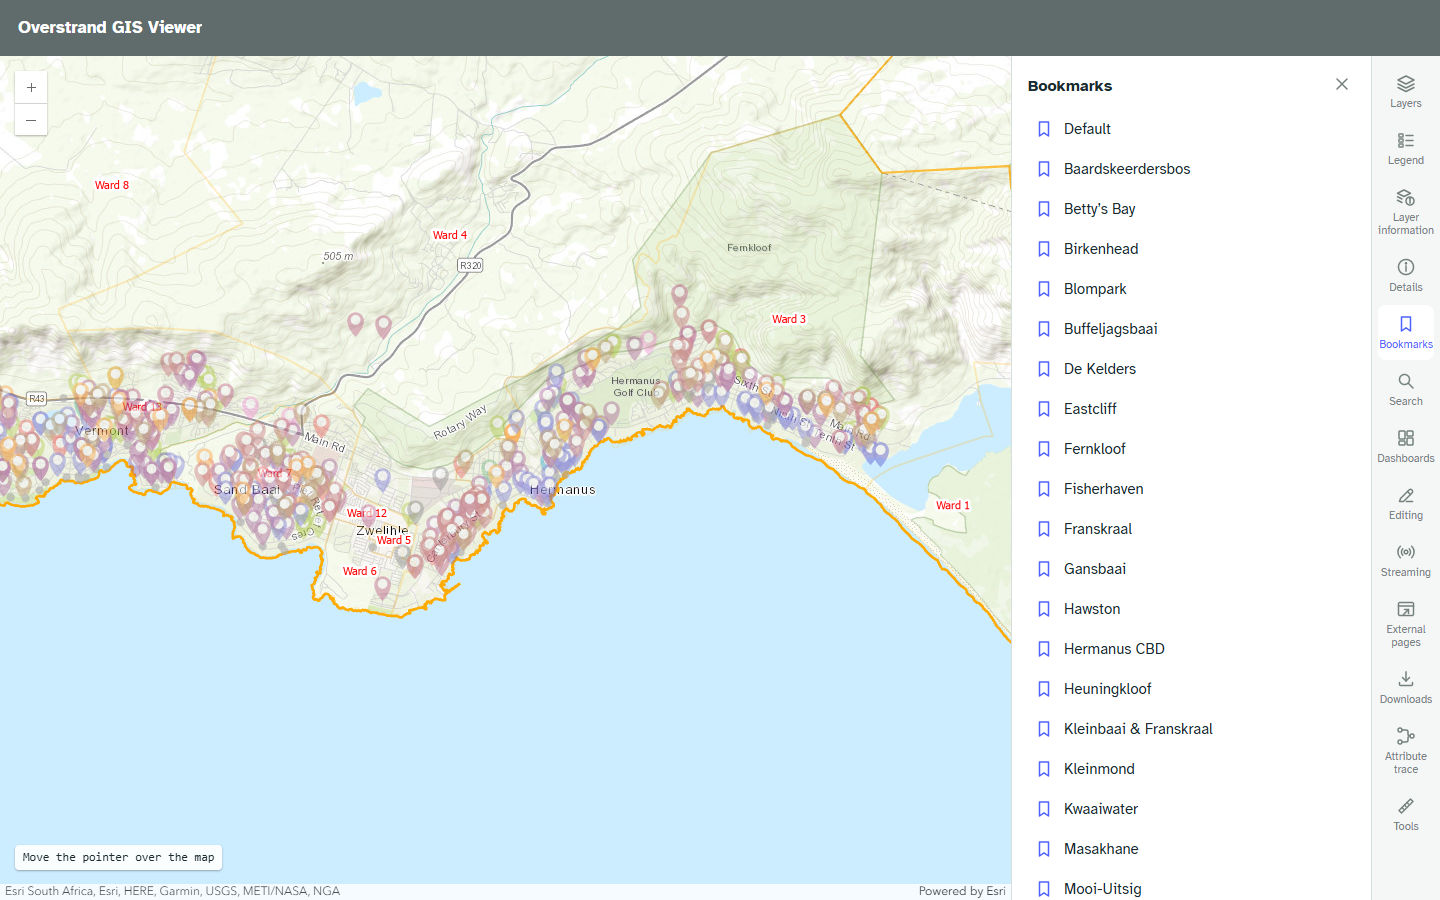 Overstrand GIS Viewer
+
−
Ward 8
Ward 4
505 m
R320
Fernkloof
Ward 3
Hermanus
Golf Club
R43
Vermont
Rotary Way
Main Rd
Ward 7
Sand Baai
Hermanus
Ward 12
Zwelihle
Ward 5
Ward 6
Ward 1
Main Rd
Move the pointer over the map
Esri South Africa, Esri, HERE, Garmin, USGS, METI/NASA, NGA
Powered by Esri
Bookmarks
Default
Baardskeerdersbos
Betty's Bay
Birkenhead
Blompark
Buffeljagsbaai
De Kelders
Eastcliff
Fernkloof
Fisherhaven
Franskraal
Gansbaai
Hawston
Hermanus CBD
Heuningkloof
Kleinbaai & Franskraal
Kleinmond
Kwaaiwater
Masakhane
Mooi-Uitsig
Layers
Legend
Layer
information
Details
Bookmarks
Search
Dashboards
Editing
Streaming
External
pages
Downloads
Attribute
trace
Tools